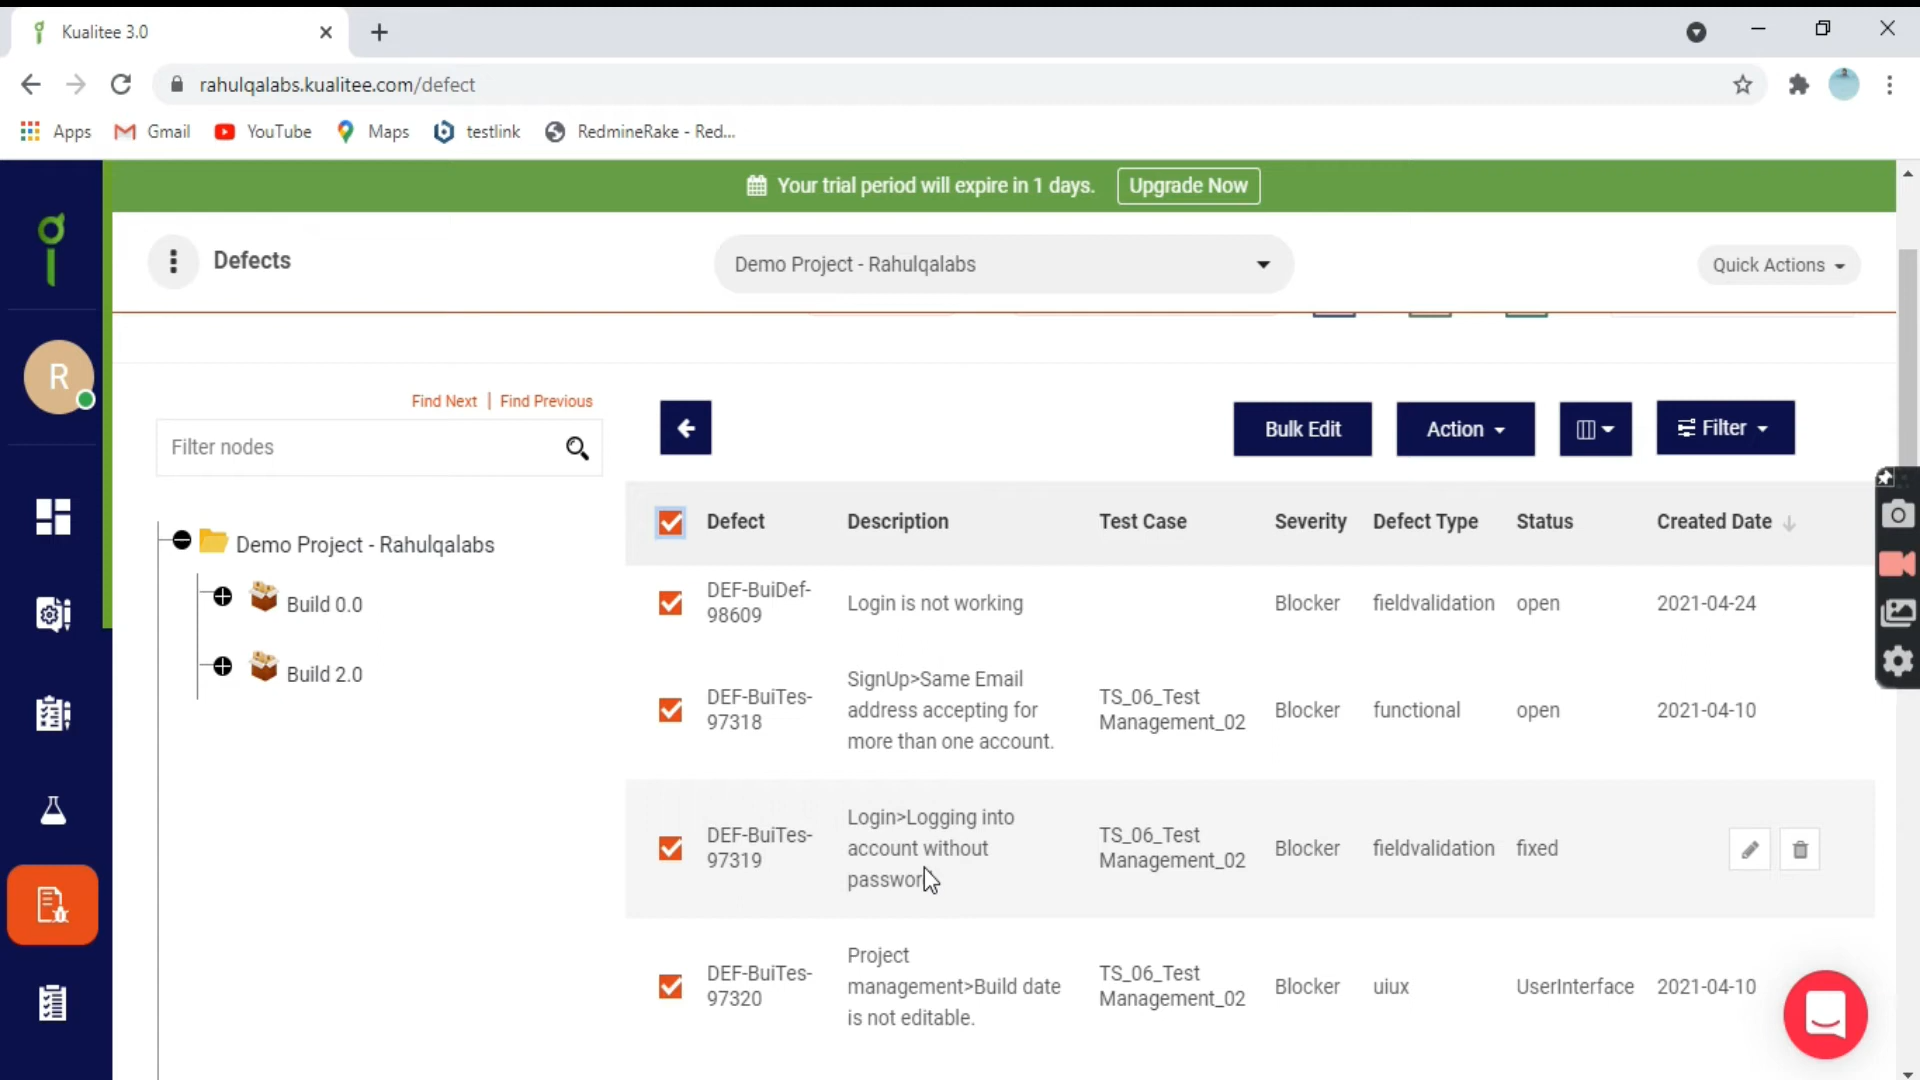 Kualitee 3.0
rahulqalabs.kualitee.com/defect
Apps Gmail YouTube Maps testlink RedmineRake - Red...
Your trial period will expire in 1 days. Upgrade Now
Defects
Demo Project - Rahulqalabs
Quick Actions
R
Find Next | Find Previous
Filter nodes
Demo Project - Rahulqalabs
Build 0.0
Build 2.0
Bulk Edit Action Filter
Defect Description Test Case Severity Defect Type Status Created Date
DEF-BuiDef-
98609
Login is not working
Blocker fieldvalidation open 2021-04-24
DEF-BuiTes-
97318
SignUp>Same Email
address accepting for
more than one account.
TS_06_Test
Management_02
Blocker functional open 2021-04-10
DEF-BuiTes-
97319
Login>Logging into
account without
passwor
TS_06_Test
Management_02
Blocker fieldvalidation fixed
DEF-BuiTes-
97320
Project
management>Build date
is not editable.
TS_06_Test
Management_02
Blocker uiux UserInterface 2021-04-10